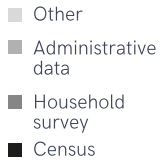 Other
Administrative
data
Household
survey
Census